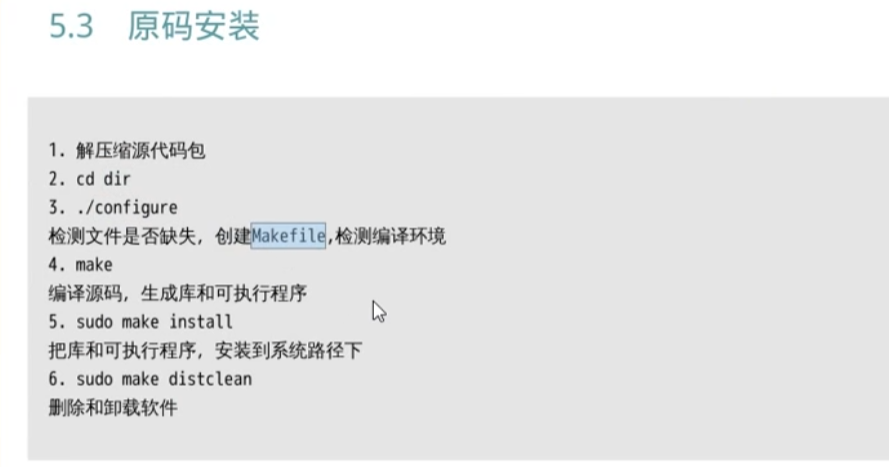 5.3 原码安装
1. 解压缩源代码包
2. cd dir
3. ./configure
检测文件是否缺失, 创建Makefile,检测编译环境
4. make
编译源码, 生成库和可执行程序
5. sudo make install
把库和可执行程序, 安装到系统路径下
6. sudo make distclean
删除和卸载软件